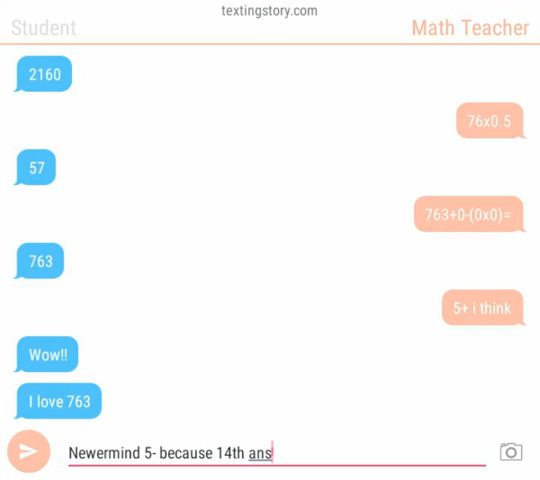 textingstory.com
Student
Math Teacher
2160
76x0.5
57
763+0-(0x0)=
763
5+ i think
Wow!!
I love 763
Newermind 5- because 14th ans